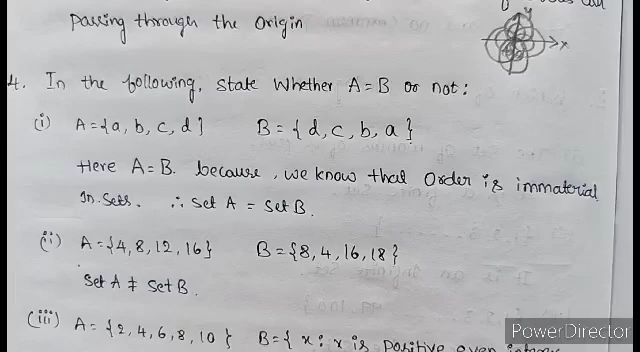 passing through the Origin
y
x
4. In the following, state whether A = B or not :
(i) A = {a, b, c, d} B = { d, c, b, a }
Here A = B. because, we know that Order is immaterial
In sets. ∴ Set A = Set B.
(ii) A = {4, 8, 12, 16} B = {8, 4, 16, 18}
Set A ≠ Set B.
(iii) A = {2, 4, 6, 8, 10 } B = { x : x is positive even
PowerDirector